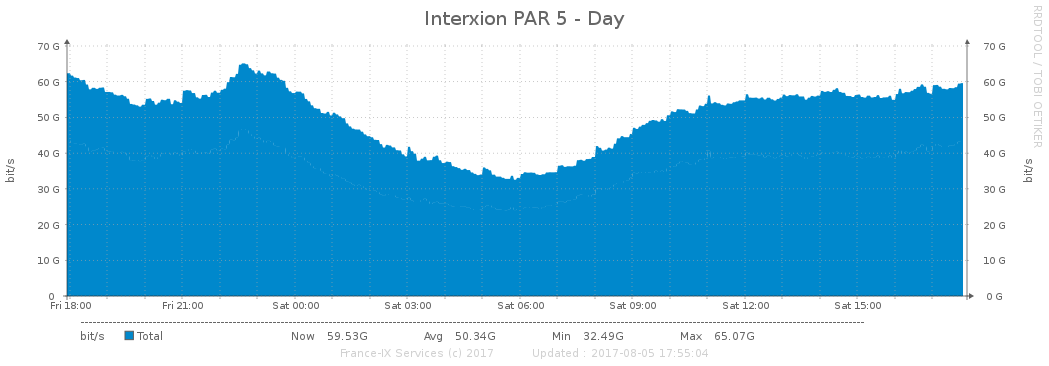 Interxion PAR 5 - Day
RRDTOOL / TOBI OETIKER
70 G 70 G
60 G 60 G
50 G 50 G
40 G 40 G
30 G 30 G
20 G 20 G
10 G 10 G
0 0 G
bit/s bit/s
Fri 18:00 Fri 21:00 Sat 00:00 Sat 03:00 Sat 06:00 Sat 09:00 Sat 12:00 Sat 15:00
bit/s Total Now 59.53G Avg 50.34G Min 32.49G Max 65.07G
France-IX Services (c) 2017 Updated : 2017-08-05 17:55:04